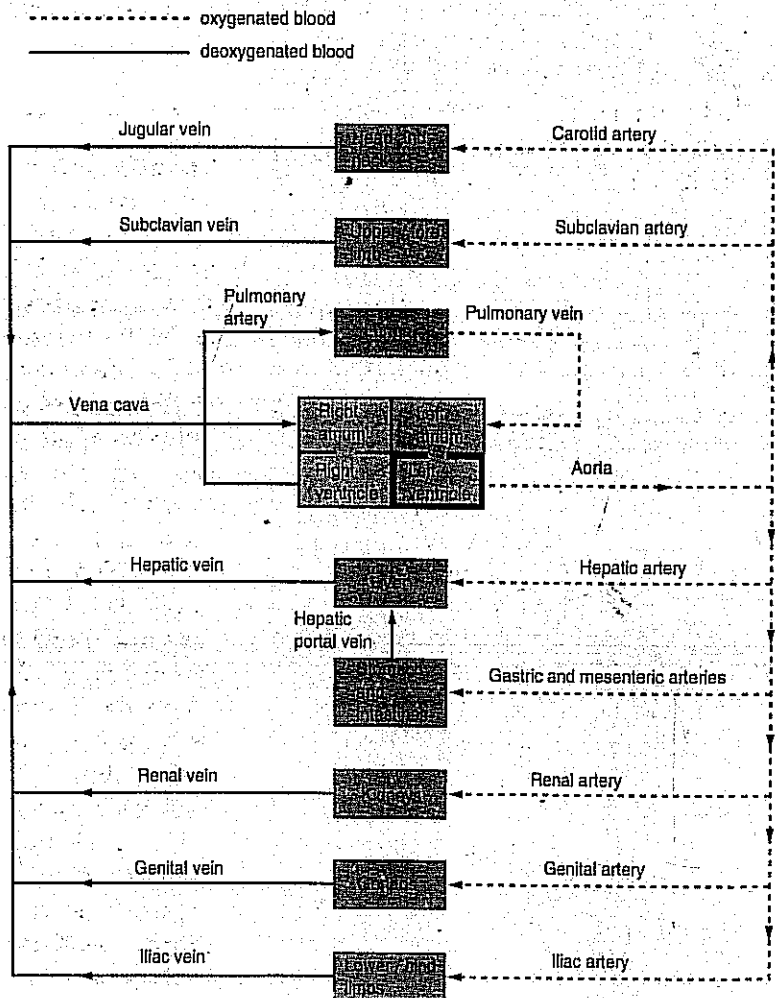 oxygenated blood
deoxygenated blood
Jugular vein
Carotid artery
Subclavian vein
Subclavian artery
Pulmonary
artery
Pulmonary vein
Vena cava
Right
atrium
atrium
Right
ventricle
Left
ventricle
Aorta
Hepatic vein
Hepatic artery
Hepatic
portal vein
Gastric and mesenteric arteries
and
Renal vein
Renal artery
Genital vein
Genital artery
Iliac vein
Iliac artery
limbs